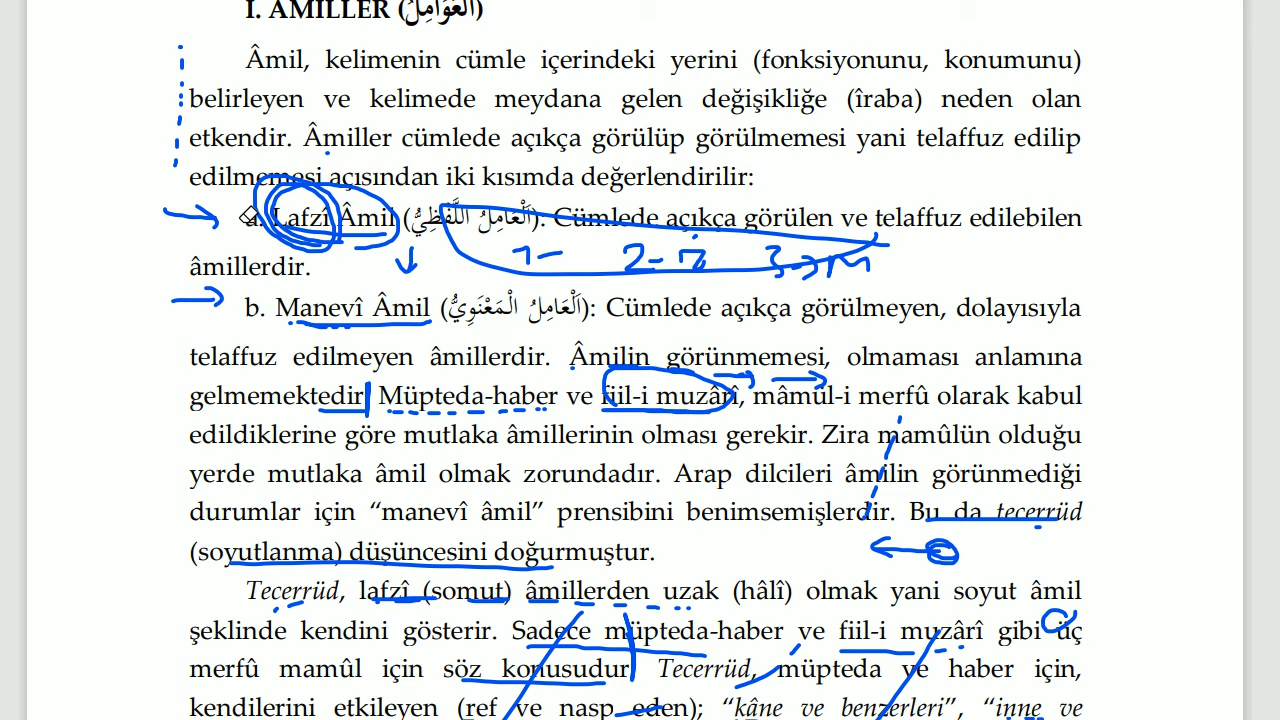 I. ÂMİLLER (اَلْعَوَامِلُ)
Âmil, kelimenin cümle içerindeki yerini (fonksiyonunu, konumunu)
belirleyen ve kelimede meydana gelen değişikliğe (îraba) neden olan
etkendir. Âmiller cümlede açıkça görülüp görülmemesi yani telaffuz edilip
edilmemesi açısından iki kısımda değerlendirilir:
a. Lafzî Âmil (اَلْعَامِلُ اللَّفْظِيُّ): Cümlede açıkça görülen ve telaffuz edilebilen
1- 2-
âmillerdir.
b. Manevî Âmil (اَلْعَامِلُ الْمَعْنَوِيُّ): Cümlede açıkça görülmeyen, dolayısıyla
telaffuz edilmeyen âmillerdir. Âmilin görünmemesi, olmaması anlamına
gelmemektedir. Müpteda-haber ve fiil-i muzârî, mâmûl-i merfû olarak kabul
edildiklerine göre mutlaka âmillerinin olması gerekir. Zira mamûlün olduğu
yerde mutlaka âmil olmak zorundadır. Arap dilcileri âmilin görünmediği
durumlar için “manevî âmil” prensibini benimsemişlerdir. Bu da tecerrüd
(soyutlanma) düşüncesini doğurmuştur.
Tecerrüd, lafzî (somut) âmillerden uzak (hâlî) olmak yani soyut âmil
şeklinde kendini gösterir. Sadece müpteda-haber ve fiil-i muzârî gibi üç
merfû mamûl için söz konusudur. Tecerrüd, müpteda ve haber için,
kendilerini etkileyen (ref ve nasp eden); “kâne ve benzerleri”, “inne ve